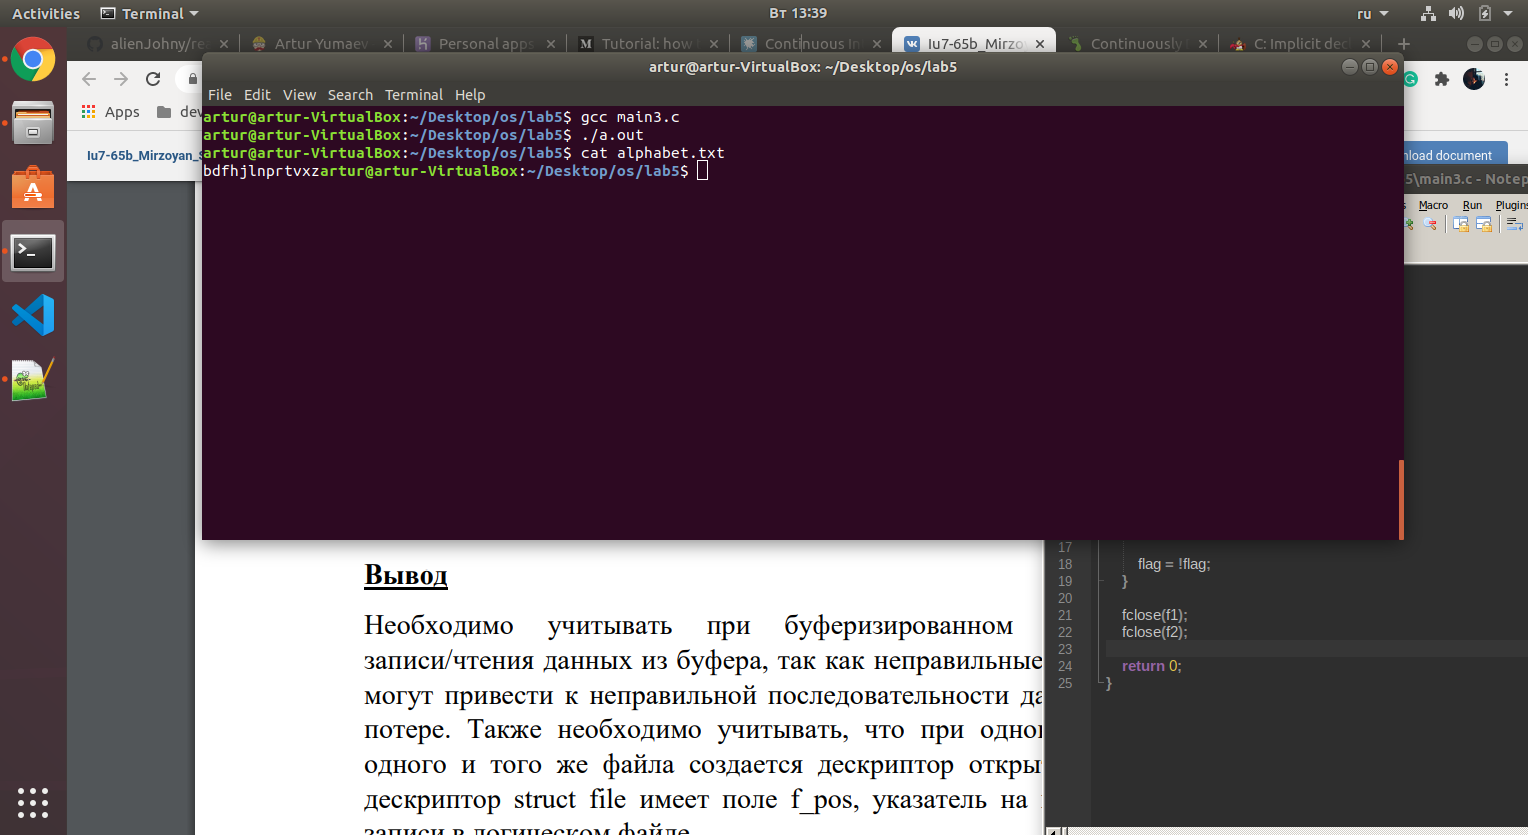 Activities Terminal Вт 13:39 ru
alienJohny/re Artur Yumaev Personal apps Tutorial: how Continuous In Iu7-65b_Mirzoy Continuously C: Implicit dec
artur@artur-VirtualBox: ~/Desktop/os/lab5
File Edit View Search Terminal Help
Apps dev
artur@artur-VirtualBox:~/Desktop/os/lab5$ gcc main3.c
artur@artur-VirtualBox:~/Desktop/os/lab5$ ./a.out
artur@artur-VirtualBox:~/Desktop/os/lab5$ cat alphabet.txt
bdfhjlnprtvxzartur@artur-VirtualBox:~/Desktop/os/lab5$
Iu7-65b_Mirzoyan_s
nload document
5\main3.c - Notep
s Macro Run Plugins
17
18 flag = !flag;
19 }
20
21 fclose(f1);
22 fclose(f2);
23
24 return 0;
25 }
Вывод
Необходимо учитывать при буферизированном
записи/чтения данных из буфера, так как неправильные
могут привести к неправильной последовательности да
потере. Также необходимо учитывать, что при одно
одного и того же файла создается дескриптор откры
дескриптор struct file имеет поле f_pos, указатель на
записи в логическом файле